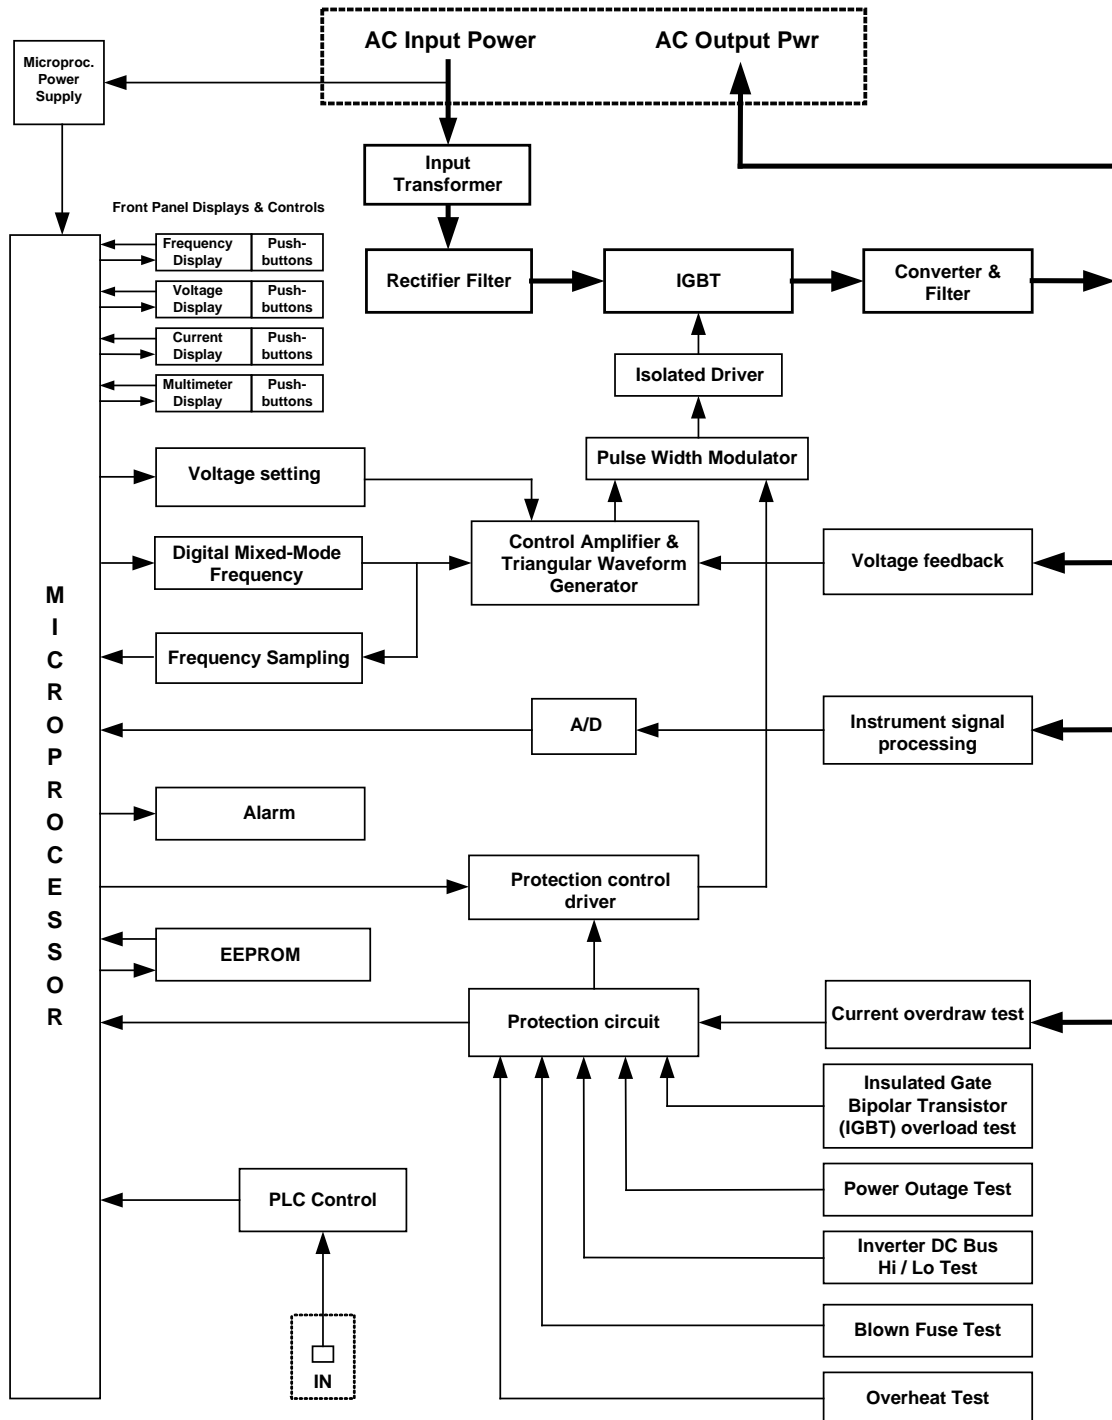 AC Input Power
AC Output Pwr
Microproc.
Power
Supply
Input
Transformer
Front Panel Displays & Controls
Frequency
Display
Push-
buttons
Voltage
Display
Push-
buttons
Current
Display
Push-
buttons
Multimeter
Display
Push-
buttons
Rectifier Filter
IGBT
Converter &
Filter
Isolated Driver
Pulse Width Modulator
Voltage setting
Digital Mixed-Mode
Frequency
Control Amplifier &
Triangular Waveform
Generator
Voltage feedback
Frequency Sampling
A/D
Instrument signal
processing
Alarm
Protection control
driver
EEPROM
Protection circuit
Current overdraw test
Insulated Gate
Bipolar Transistor
(IGBT) overload test
PLC Control
Power Outage Test
Inverter DC Bus
Hi / Lo Test
Blown Fuse Test
IN
Overheat Test
M
I
C
R
O
P
R
O
C
E
S
S
O
R